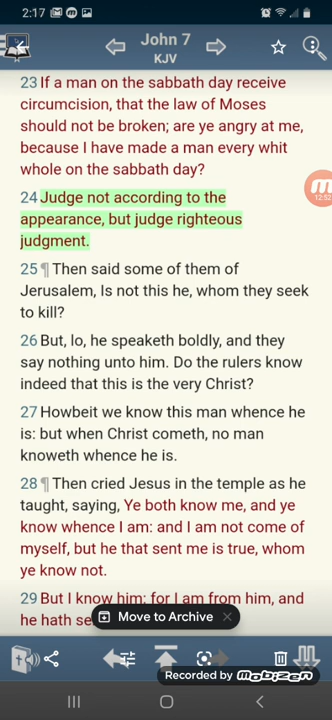 2:17
John 7
KJV
23 If a man on the sabbath day receive
circumcision, that the law of Moses
should not be broken; are ye angry at me,
because I have made a man every whit
whole on the sabbath day?
12:52
24 Judge not according to the
appearance, but judge righteous
judgment.
25 ¶ Then said some of them of
Jerusalem, Is not this he, whom they seek
to kill?
26 But, lo, he speaketh boldly, and they
say nothing unto him. Do the rulers know
indeed that this is the very Christ?
27 Howbeit we know this man whence he
is: but when Christ cometh, no man
knoweth whence he is.
28 ¶ Then cried Jesus in the temple as he
taught, saying, Ye both know me, and ye
know whence I am: and I am not come of
myself, but he that sent me is true, whom
ye know not.
29 But I know him: for I am from him, and
he hath se
Move to Archive
Recorded by Mobizen